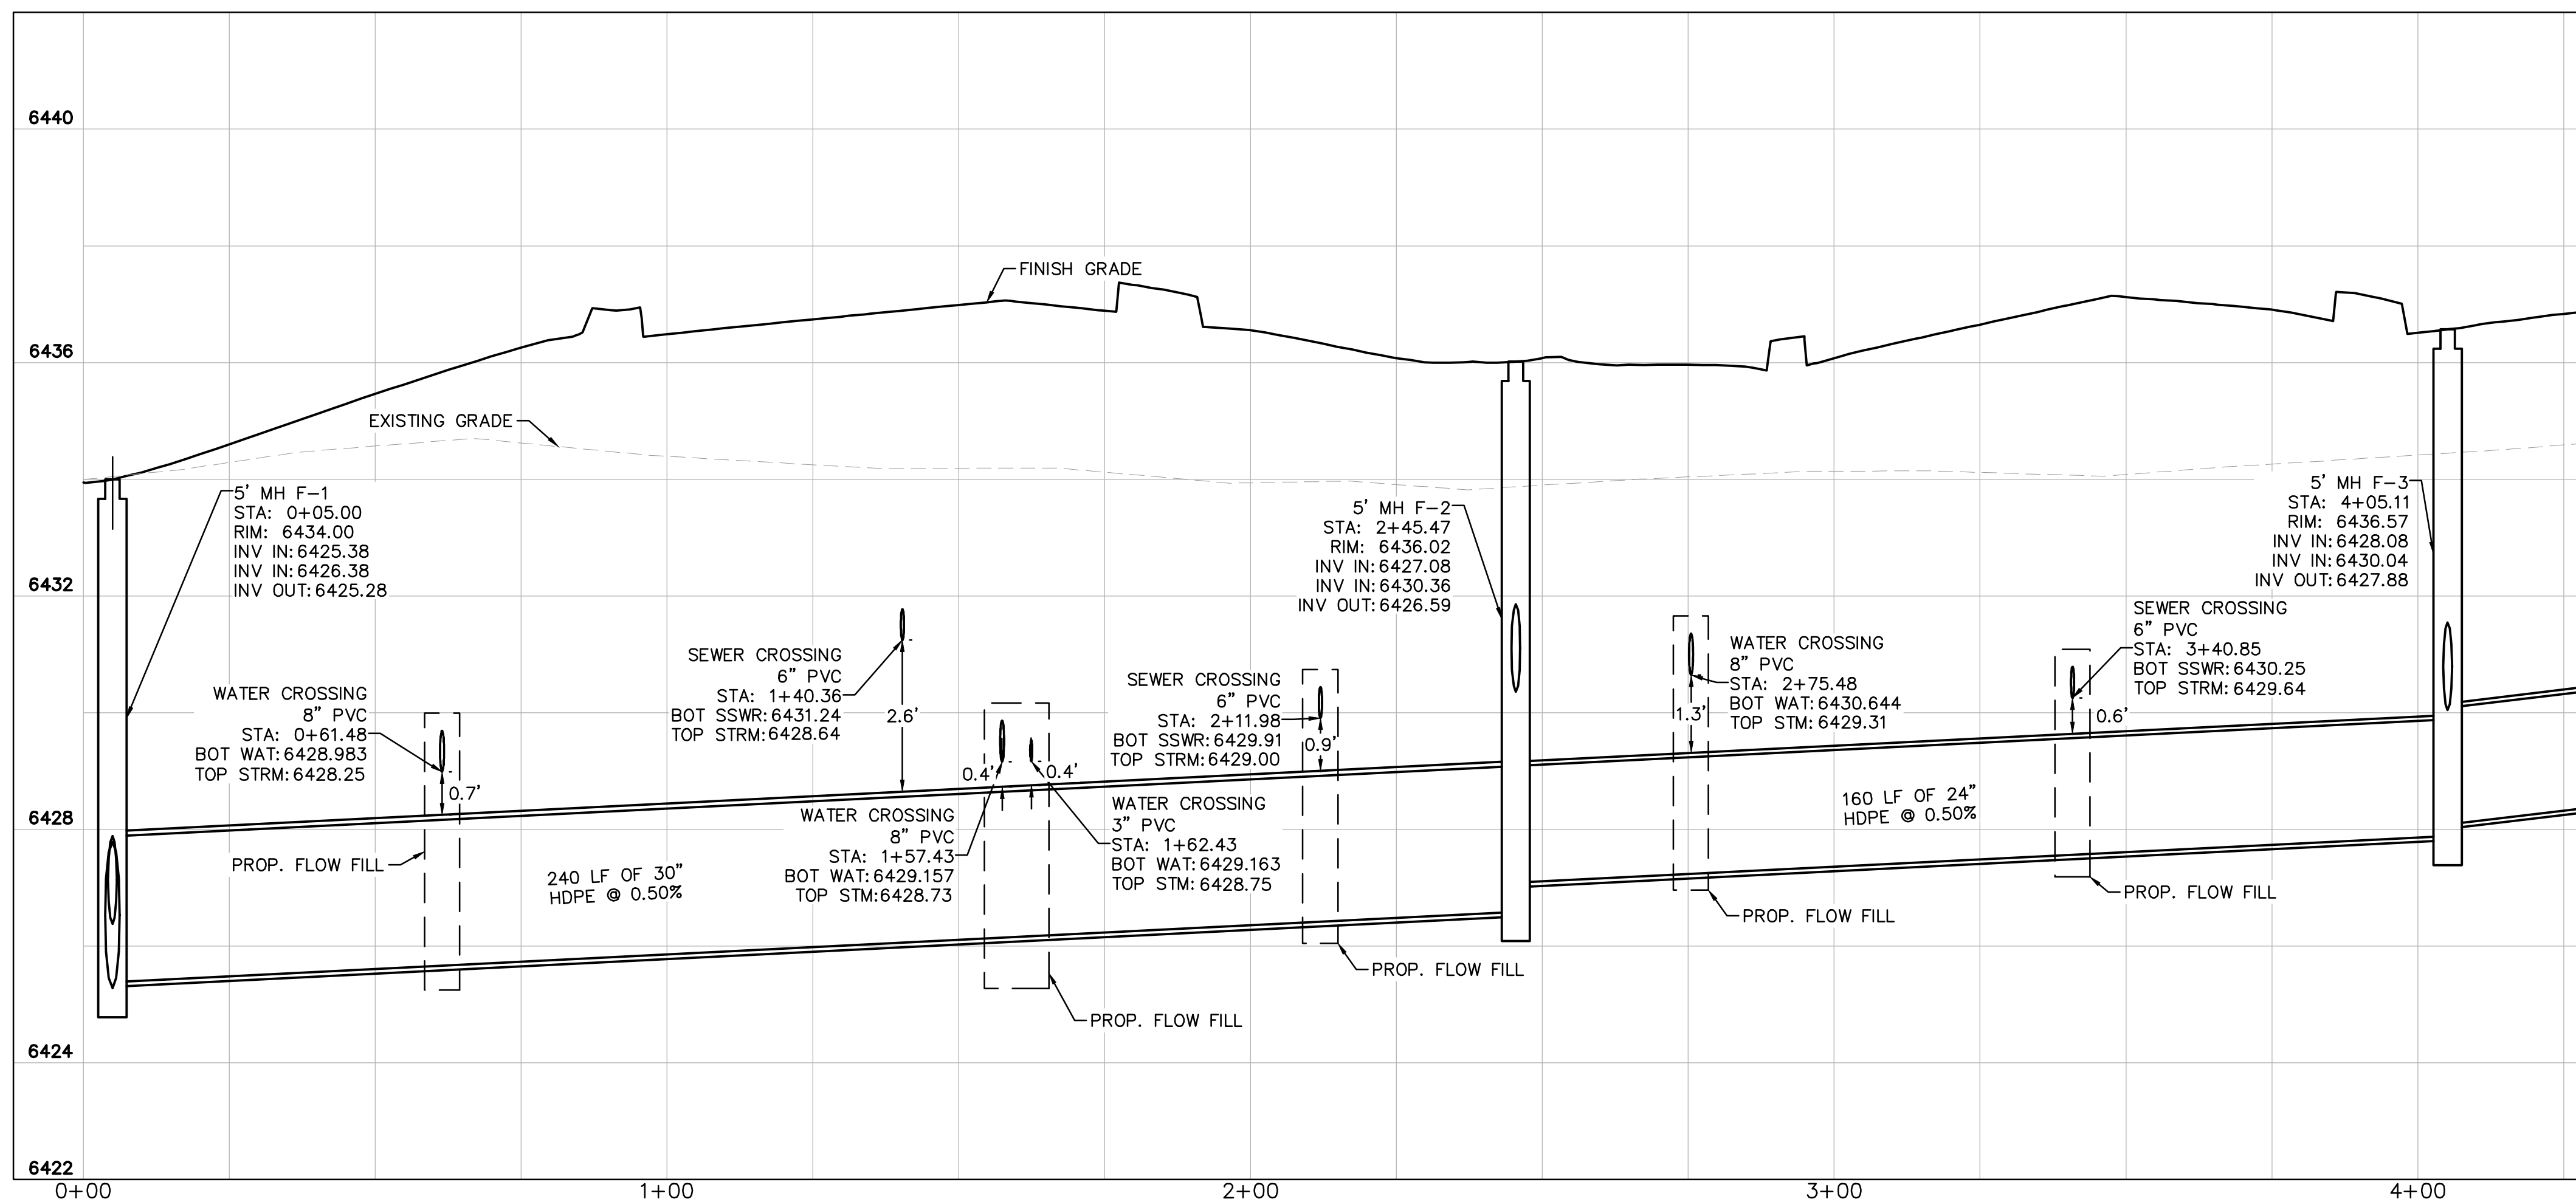 6440
6436
6432
6428
6424
6422
0+00
1+00
2+00
3+00
4+00
FINISH GRADE
EXISTING GRADE
5' MH F-1
STA: 0+05.00
RIM: 6434.00
INV IN:6425.38
INV IN:6426.38
INV OUT:6425.28
WATER CROSSING
8" PVC
STA: 0+61.48
BOT WAT:6428.983
TOP STRM:6428.25
0.7'
PROP. FLOW FILL
240 LF OF 30"
HDPE @ 0.50%
SEWER CROSSING
6" PVC
STA: 1+40.36
BOT SSWR:6431.24
TOP STRM:6428.64
2.6'
WATER CROSSING
8" PVC
STA: 1+57.43
BOT WAT:6429.157
TOP STM:6428.73
0.4'
0.4'
WATER CROSSING
3" PVC
STA: 1+62.43
BOT WAT:6429.163
TOP STM:6428.75
PROP. FLOW FILL
SEWER CROSSING
6" PVC
STA: 2+11.98
BOT SSWR:6429.91
TOP STRM:6429.00
0.9'
PROP. FLOW FILL
5' MH F-2
STA: 2+45.47
RIM: 6436.02
INV IN:6427.08
INV IN:6430.36
INV OUT:6426.59
WATER CROSSING
8" PVC
STA: 2+75.48
BOT WAT:6430.644
TOP STM:6429.31
1.3'
PROP. FLOW FILL
160 LF OF 24"
HDPE @ 0.50%
5' MH F-3
STA: 4+05.11
RIM: 6436.57
INV IN:6428.08
INV IN:6430.04
INV OUT:6427.88
SEWER CROSSING
6" PVC
STA: 3+40.85
BOT SSWR:6430.25
TOP STRM:6429.64
0.6'
PROP. FLOW FILL